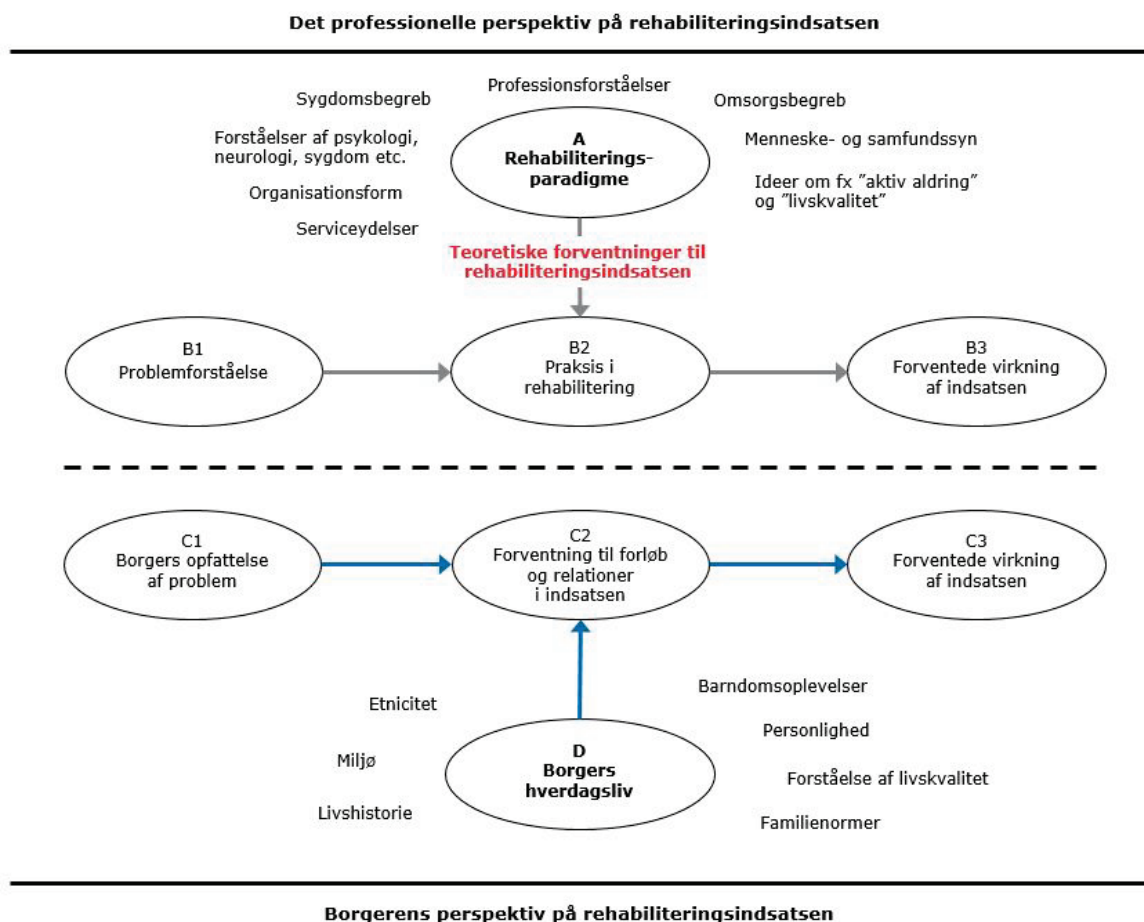 Det professionelle perspektiv på rehabiliteringsindsatsen
Professionsforståelser
Sygdomsbegreb
Omsorgsbegreb
Forståelser af psykologi,
neurologi, sygdom etc.
A
Rehabiliterings-
paradigme
Menneske- og samfundssyn
Organisationsform
Ideer om fx ”aktiv aldring”
og ”livskvalitet”
Serviceydelser
Teoretiske forventninger til
rehabiliteringsindsatsen
B1
Problemforståelse
B2
Praksis i
rehabilitering
B3
Forventede virkning
af indsatsen
C1
Borgers opfattelse
af problem
C2
Forventning til forløb
og relationer
i indsatsen
C3
Forventede virkning
af indsatsen
Etnicitet
Barndomsoplevelser
Miljø
D
Borgers
hverdagsliv
Personlighed
Livshistorie
Forståelse af livskvalitet
Familienormer
Borgerens perspektiv på rehabiliteringsindsatsen